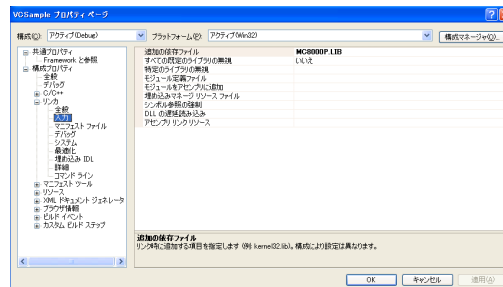 VCSample プロパティ ページ
構成(C): アクティブ(Debug) プラットフォーム(P): アクティブ(Win32) 構成マネージャ(O)...
共通プロパティ
Framework と参照
構成プロパティ
全般
デバッグ
C/C++
リンカ
全般
入力
マニフェスト ファイル
デバッグ
システム
最適化
埋め込み IDL
詳細
コマンド ライン
マニフェスト ツール
リソース
XML ドキュメント ジェネレータ
ブラウザ情報
ビルド イベント
カスタム ビルド ステップ
追加の依存ファイル MC8000P.LIB
すべての既定のライブラリの無視 いいえ
特定のライブラリの無視
モジュール定義ファイル
モジュールをアセンブリに追加
埋め込みマネージ リソース ファイル
シンボル参照の強制
DLL の遅延読み込み
アセンブリ リンク リソース
追加の依存ファイル
リンク時に追加する項目を指定します (例 kernel32.lib)。構成により設定は異なります。
OK キャンセル 適用(A)